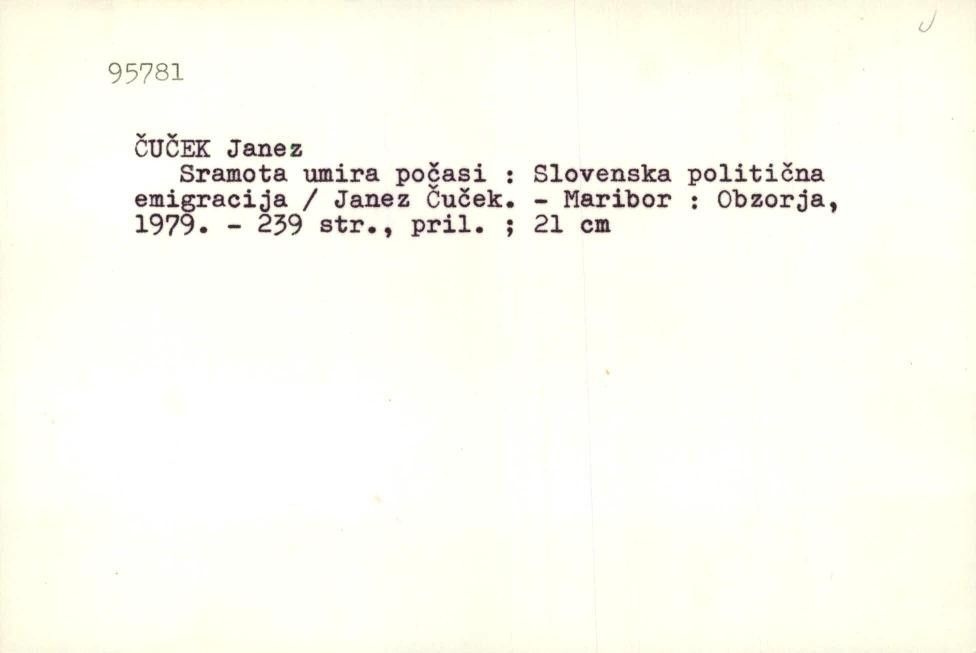 95781
ČUČEK Janez
Sramota umira počasi : Slovenska politična
emigracija / Janez Čuček. - Maribor : Obzorja,
1979. - 239 str., pril. ; 21 cm